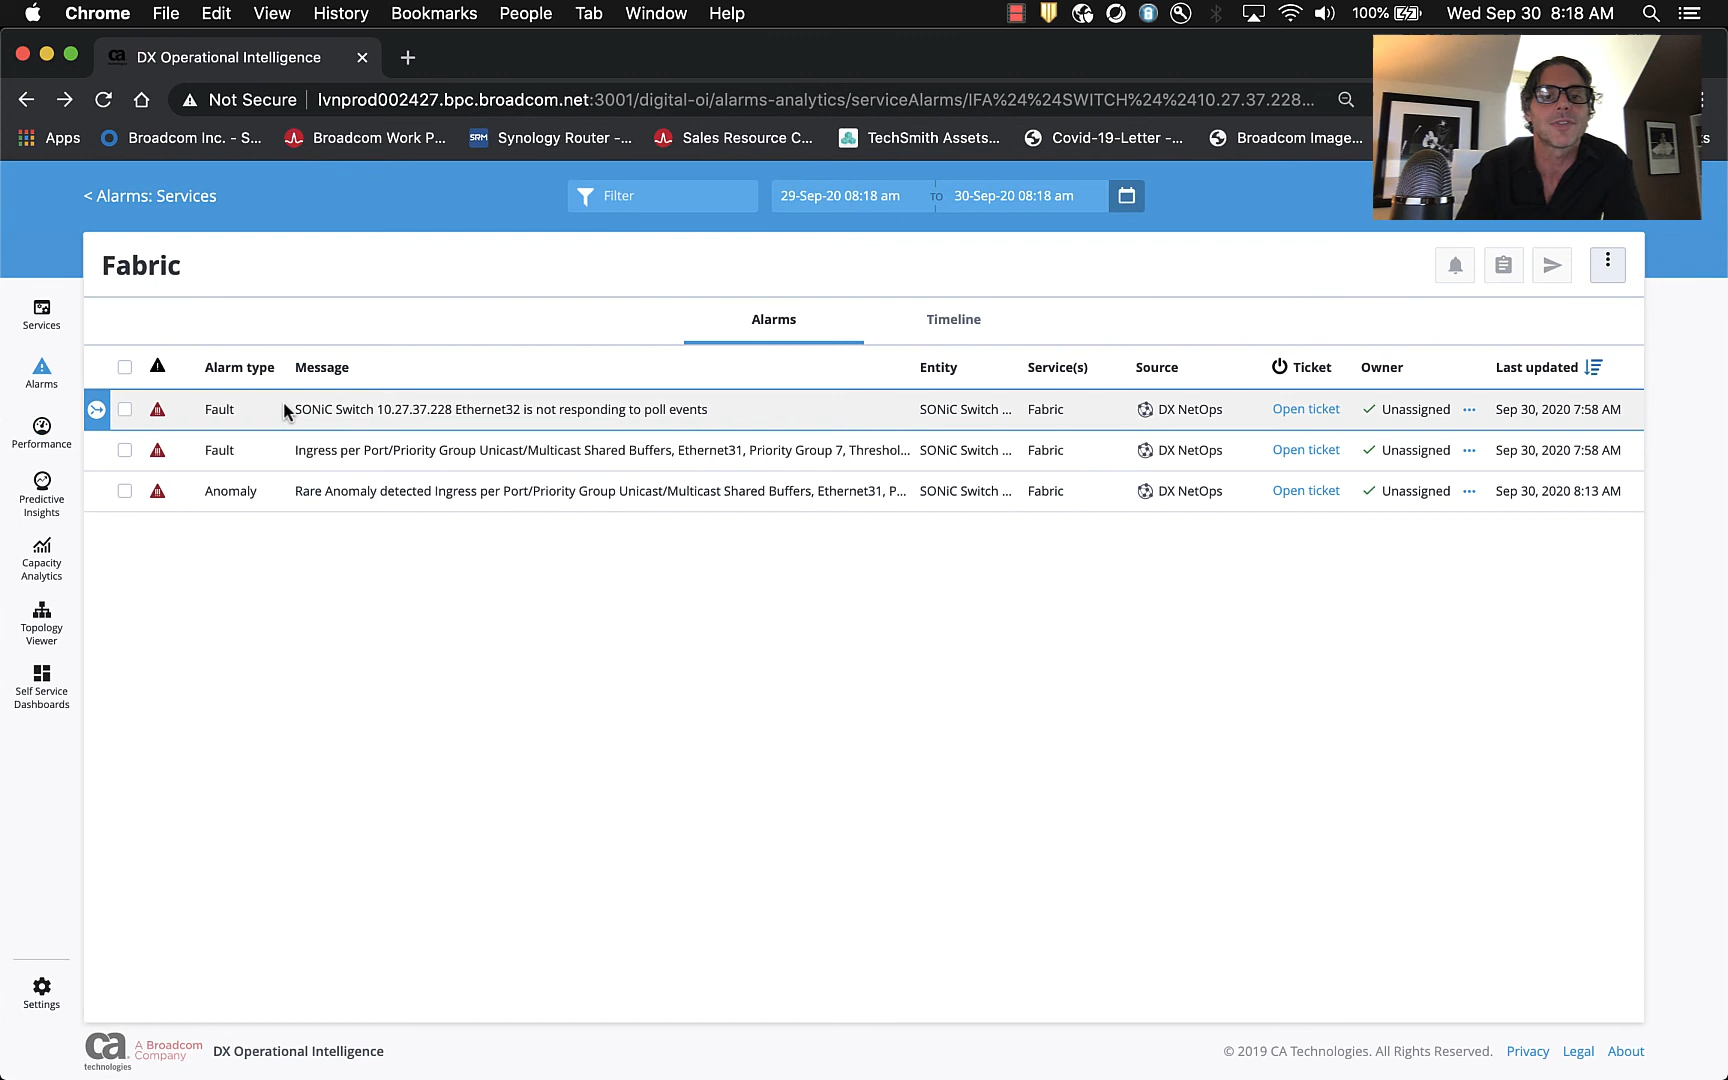 Chrome File Edit View History Bookmarks People Tab Window Help 100% Wed Sep 30 8:18 AM
DX Operational Intelligence
Not Secure lvnprod002427.bpc.broadcom.net:3001/digital-oi/alarms-analytics/serviceAlarms/IFA%24%24SWITCH%24%2410.27.37.228...
Apps Broadcom Inc. - S... Broadcom Work P... SRM Synology Router -... Sales Resource C... TechSmith Assets... Covid-19-Letter -... Broadcom Image...
< Alarms: Services Filter 29-Sep-20 08:18 am TO 30-Sep-20 08:18 am
Fabric
Alarms Timeline
Alarm type Message Entity Service(s) Source Ticket Owner Last updated
Fault SONiC Switch 10.27.37.228 Ethernet32 is not responding to poll events SONiC Switch ... Fabric DX NetOps Open ticket Unassigned ... Sep 30, 2020 7:58 AM
Fault Ingress per Port/Priority Group Unicast/Multicast Shared Buffers, Ethernet31, Priority Group 7, Threshol... SONiC Switch ... Fabric DX NetOps Open ticket Unassigned ... Sep 30, 2020 7:58 AM
Anomaly Rare Anomaly detected Ingress per Port/Priority Group Unicast/Multicast Shared Buffers, Ethernet31, P... SONiC Switch ... Fabric DX NetOps Open ticket Unassigned ... Sep 30, 2020 8:13 AM
Services
Alarms
Performance
Predictive
Insights
Capacity
Analytics
Topology
Viewer
Self Service
Dashboards
Settings
ca technologies
A Broadcom
Company
DX Operational Intelligence
© 2019 CA Technologies. All Rights Reserved. Privacy Legal About